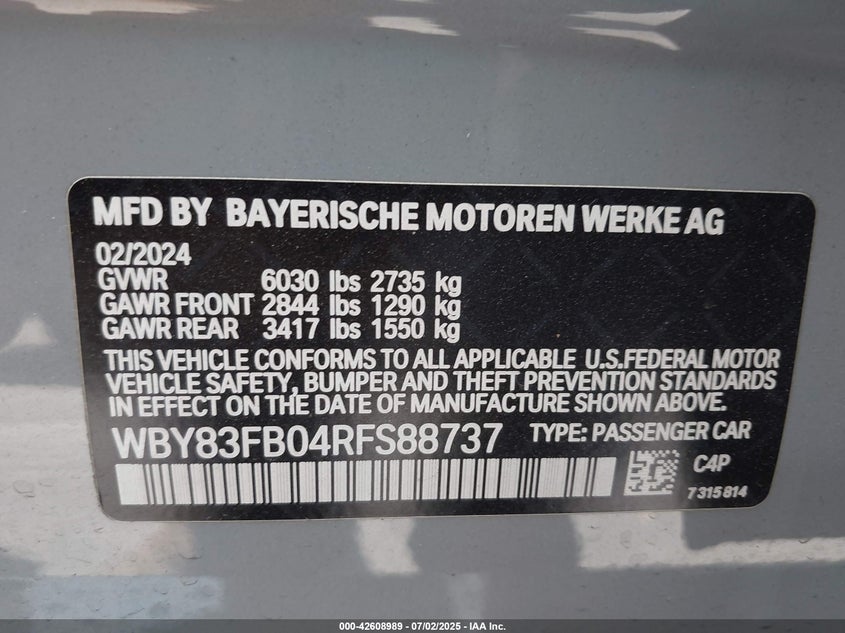 MFD BY BAYERISCHE MOTOREN WERKE AG
02/2024
GVWR 6030 lbs 2735 kg
GAWR FRONT 2844 lbs 1290 kg
GAWR REAR 3417 lbs 1550 kg
THIS VEHICLE CONFORMS TO ALL APPLICABLE U.S.FEDERAL MOTOR
VEHICLE SAFETY, BUMPER AND THEFT PREVENTION STANDARDS
IN EFFECT ON THE DATE OF MANUFACTURE SHOWN ABOVE.
WBY83FB04RFS88737 TYPE: PASSENGER CAR
C4P
7315814
000-42608989 - 07/02/2025 - IAA Inc.